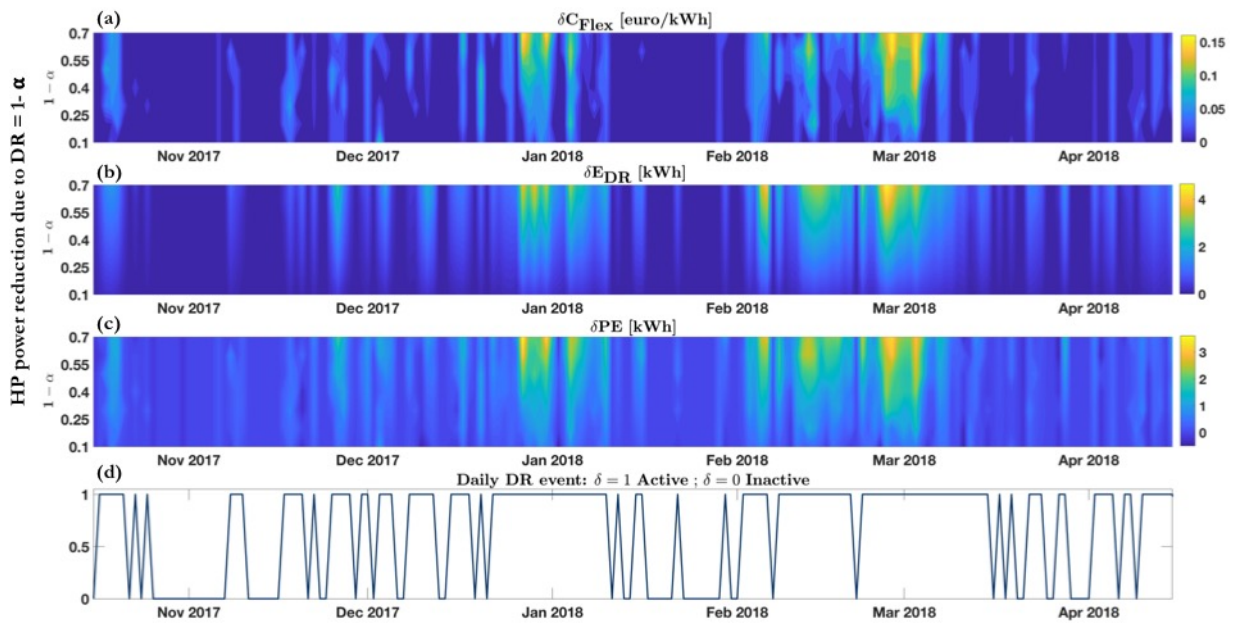 HP power reduction due to DR = 1- α
(a)
δC_Flex [euro/kWh]
0.7
0.55
0.4
0.25
0.1
1 − α
0.15
0.1
0.05
0
Nov 2017 Dec 2017 Jan 2018 Feb 2018 Mar 2018 Apr 2018
(b)
δE_DR [kWh]
0.7
0.55
0.4
0.25
0.1
1 − α
4
2
0
Nov 2017 Dec 2017 Jan 2018 Feb 2018 Mar 2018 Apr 2018
(c)
δPE [kWh]
0.7
0.55
0.4
0.25
0.1
1 − α
3
2
1
0
Nov 2017 Dec 2017 Jan 2018 Feb 2018 Mar 2018 Apr 2018
(d)
Daily DR event: δ = 1 Active ; δ = 0 Inactive
1
0.5
0
Nov 2017 Dec 2017 Jan 2018 Feb 2018 Mar 2018 Apr 2018